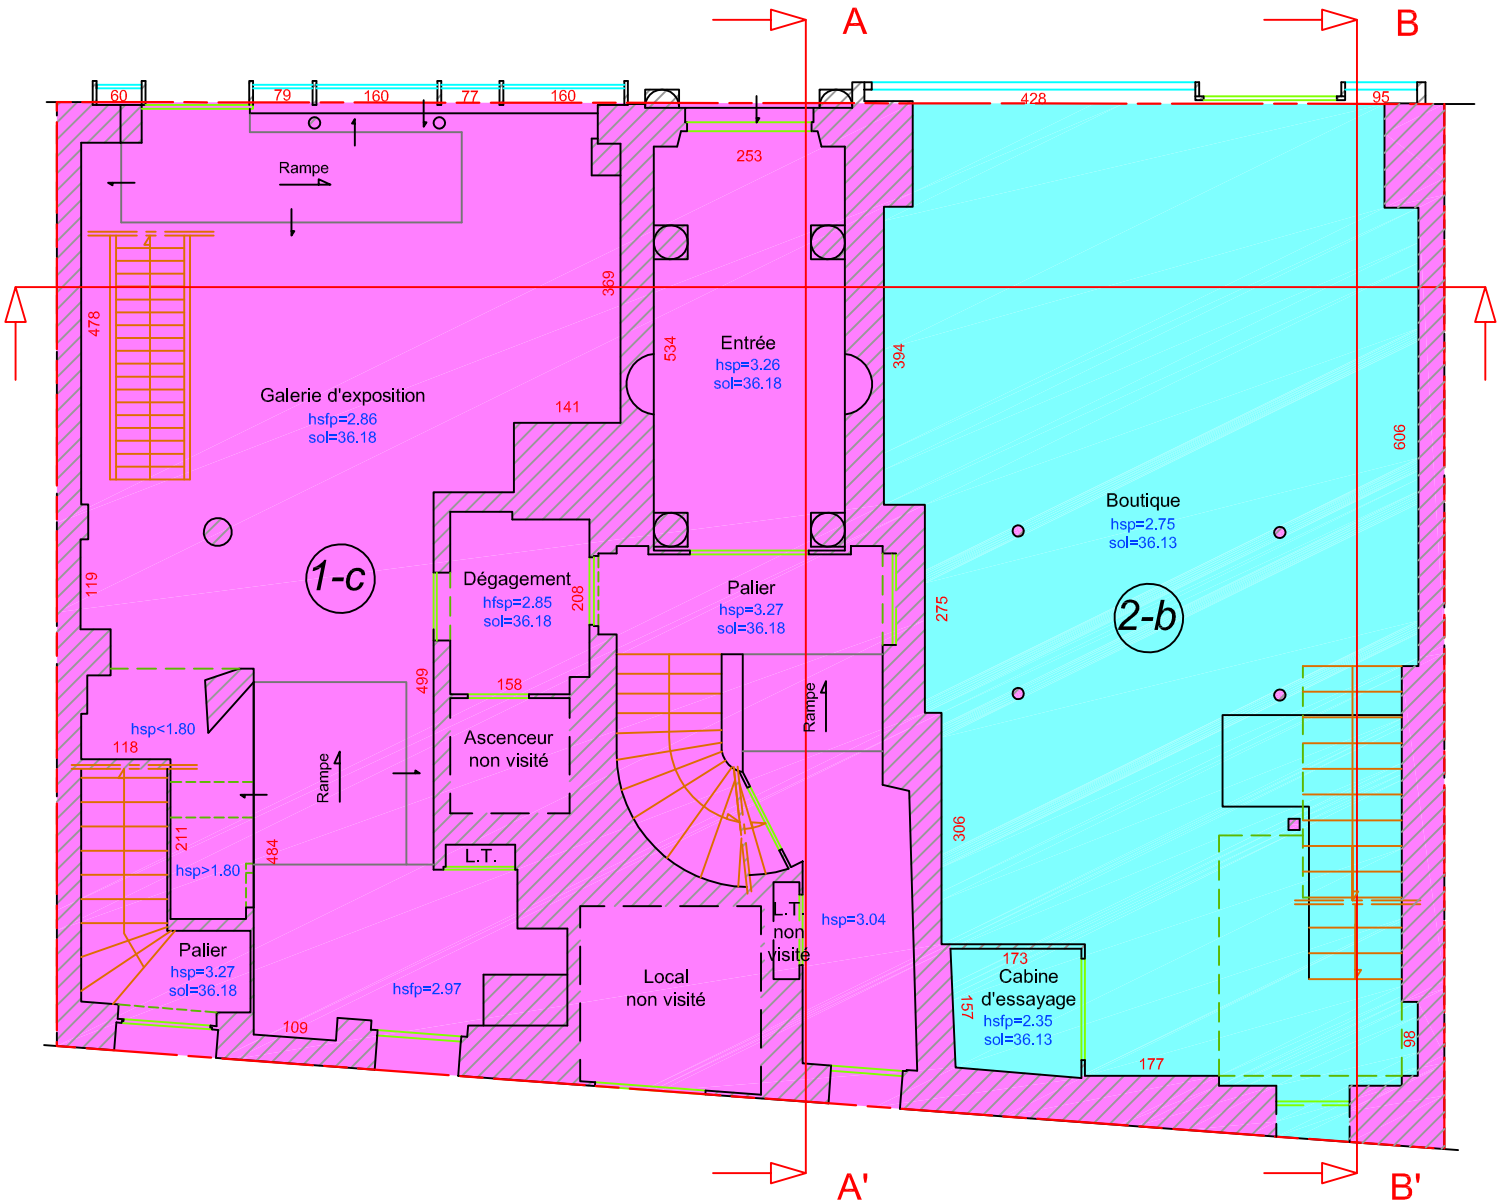 A
B
60
79
160
77
160
428
95
253
Rampe
478
369
534
394
Entrée
hsp=3.26
sol=36.18
Galerie d'exposition
hsfp=2.86
sol=36.18
141
606
Boutique
hsp=2.75
sol=36.13
119
1-c
Dégagement
hfsp=2.85
sol=36.18
208
Palier
hsp=3.27
sol=36.18
275
2-b
499
158
Rampe
hsp<1.80
118
Ascenceur
non visité
Rampe
211
hsp>1.80
484
L.T.
306
L.T.
non
visité
hsp=3.04
Palier
hsp=3.27
sol=36.18
hsfp=2.97
109
Local
non visité
173
Cabine
d'essayage
hsfp=2.35
sol=36.13
157
177
98
A'
B'